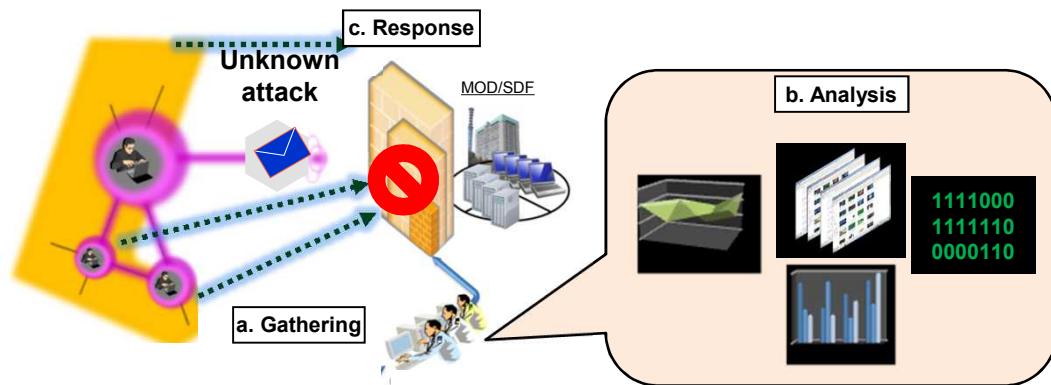 c. Response
Unknown
attack
MOD/SDF
b. Analysis
1111000
1111110
0000110
a. Gathering